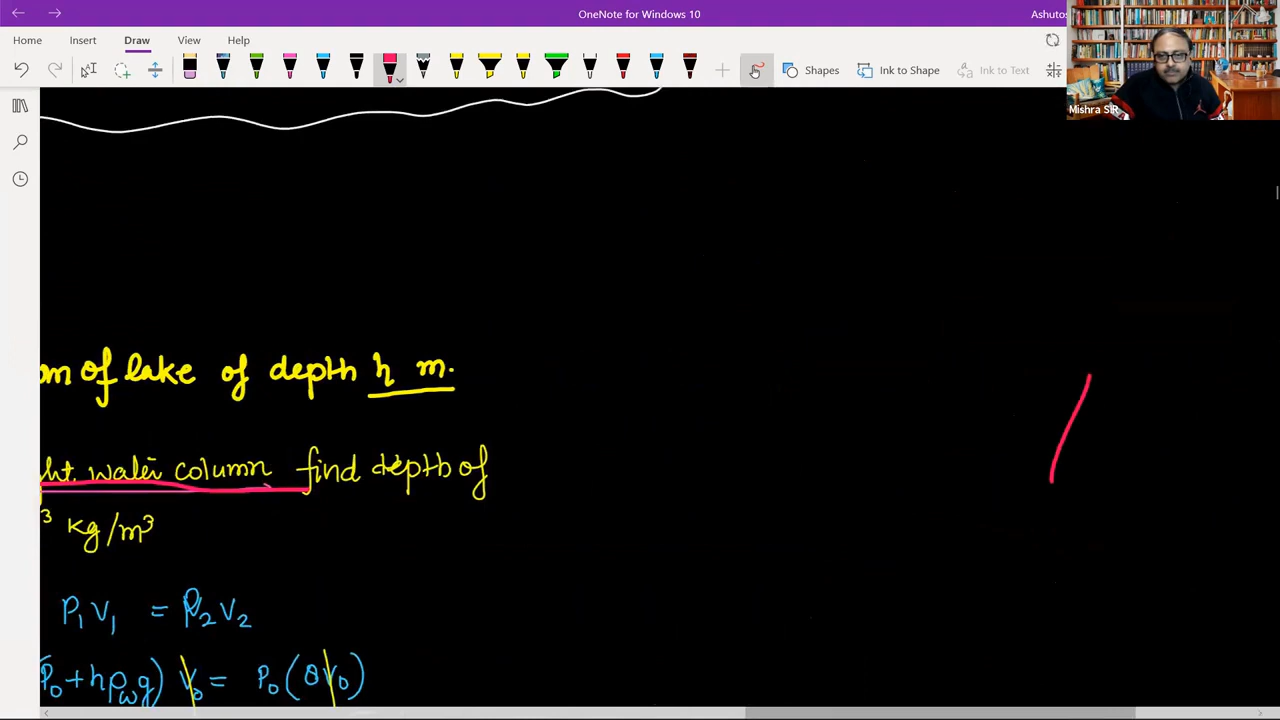 OneNote for Windows 10
Ashutos
Home Insert Draw View Help
Shapes Ink to Shape Ink to Text
Mishra SIR
om of lake of depth h m.
ht water column find depth of
3 kg/m³
P₁V₁ = P₂V₂
(P₀+hρwg) V₀ = P₀(8V₀)